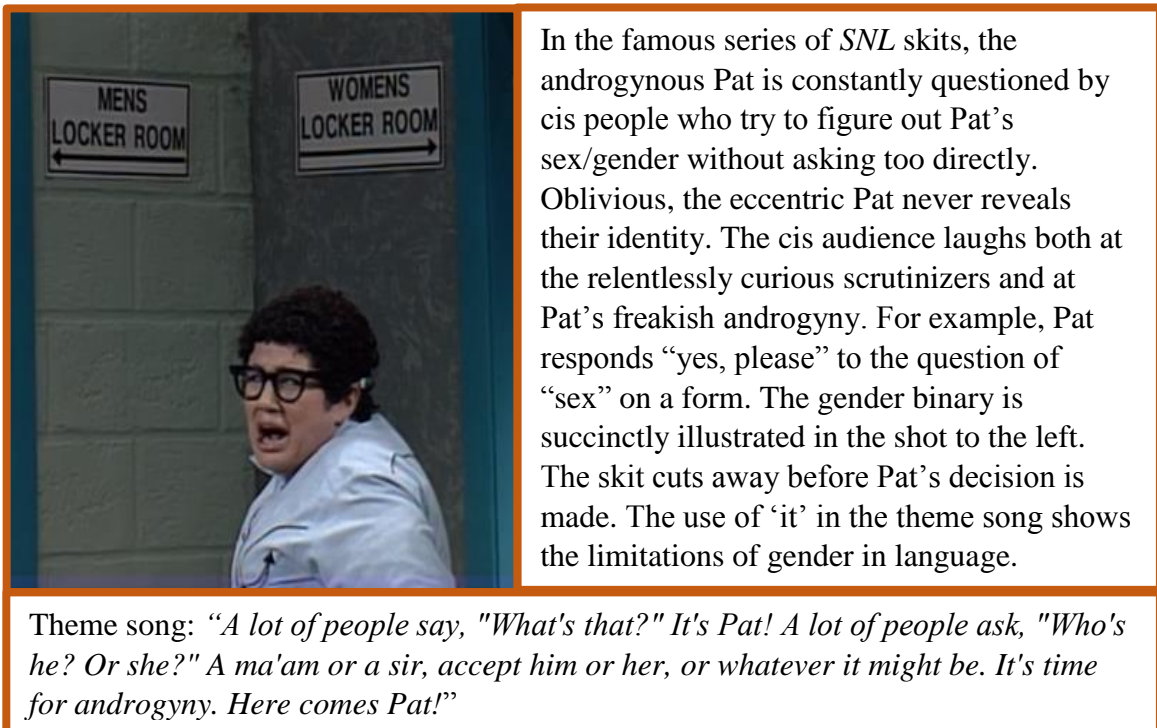 MENS
LOCKER ROOM
WOMENS
LOCKER ROOM
In the famous series of SNL skits, the
androgynous Pat is constantly questioned by
cis people who try to figure out Pat’s
sex/gender without asking too directly.
Oblivious, the eccentric Pat never reveals
their identity. The cis audience laughs both at
the relentlessly curious scrutinizers and at
Pat’s freakish androgyny. For example, Pat
responds “yes, please” to the question of
“sex” on a form. The gender binary is
succinctly illustrated in the shot to the left.
The skit cuts away before Pat’s decision is
made. The use of ‘it’ in the theme song shows
the limitations of gender in language.
Theme song: “A lot of people say, "What's that?" It's Pat! A lot of people ask, "Who's
he? Or she?" A ma'am or a sir, accept him or her, or whatever it might be. It's time
for androgyny. Here comes Pat!”